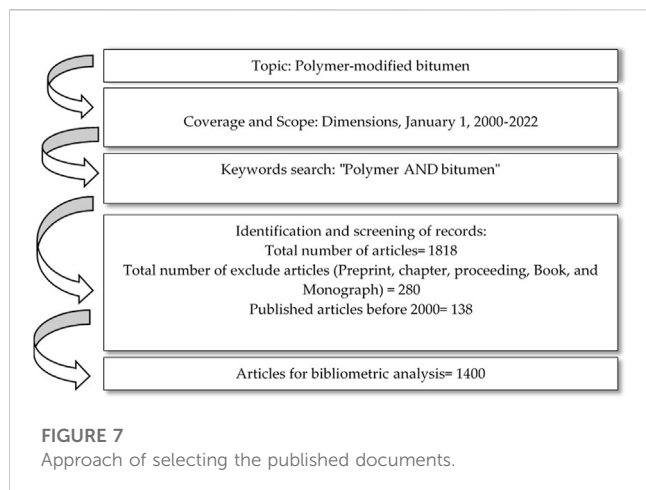 Topic: Polymer-modified bitumen
Coverage and Scope: Dimensions, January 1, 2000-2022
Keywords search: "Polymer AND bitumen"
Identification and screening of records:
Total number of articles= 1818
Total number of exclude articles (Preprint, chapter, proceeding, Book, and
Monograph) = 280
Published articles before 2000= 138
Articles for bibliometric analysis= 1400
FIGURE 7
Approach of selecting the published documents.